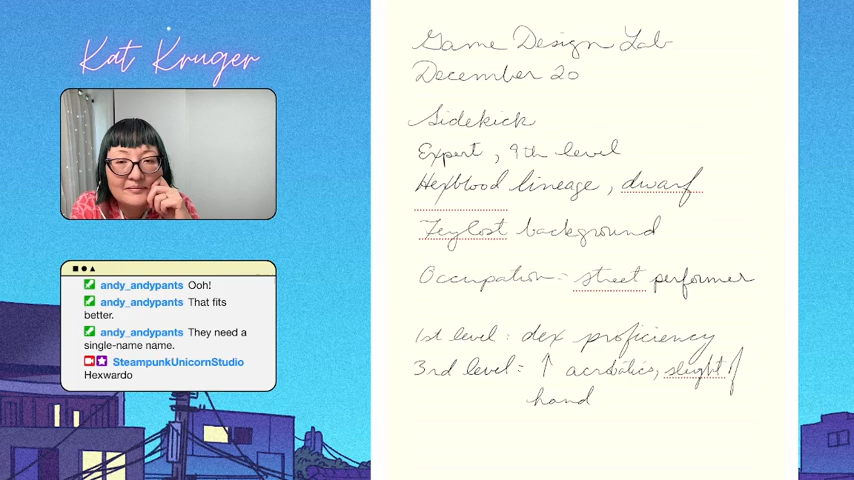 Kat Kruger
andy_andypants Ooh!
andy_andypants That fits
better.
andy_andypants They need a
single-name name.
SteampunkUnicornStudio
Hexwardo
Game Design Lab
December 20
Sidekick
Expert, 9th level
Hexblood lineage, dwarf
Feylost background
Occupation: street performer
1st level: dex proficiency
3rd level: ↑ acrobatics, slight of
hand